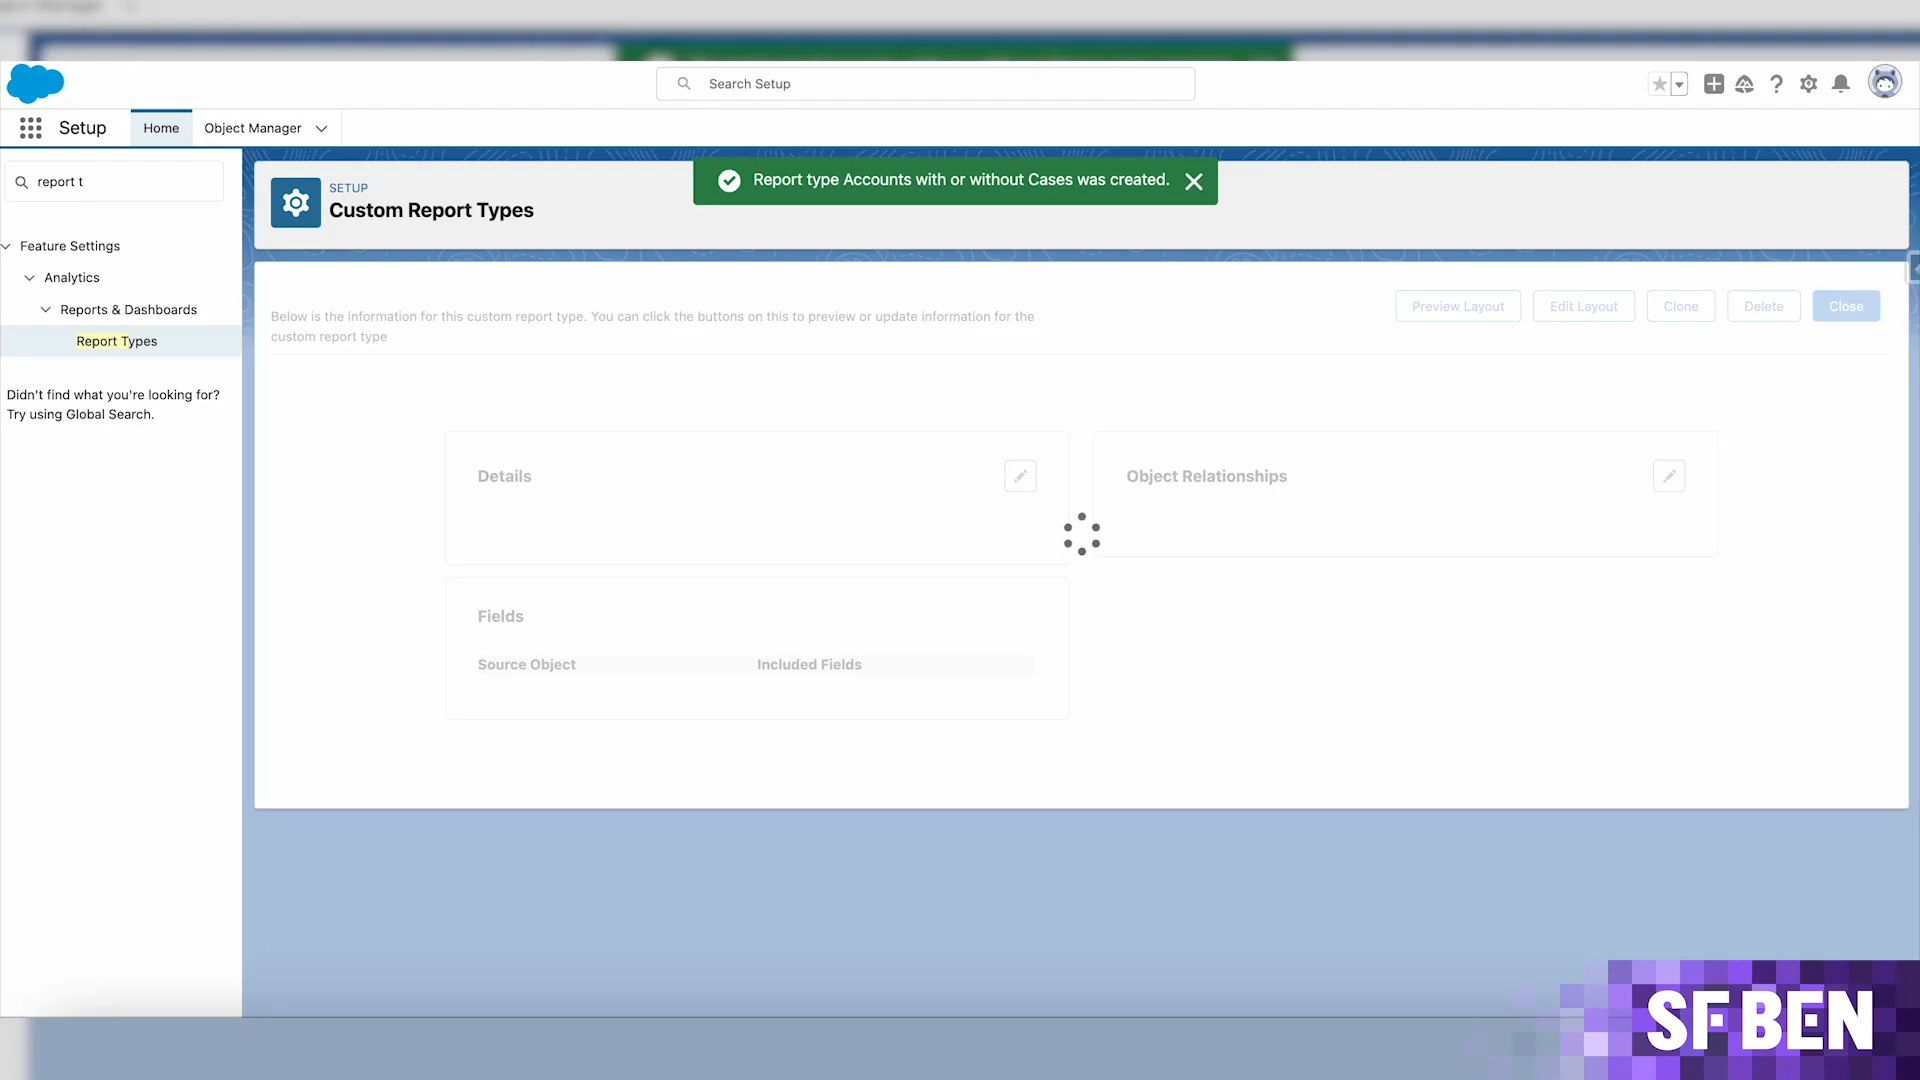 Search Setup
Setup
Home
Object Manager
report t
Feature Settings
Analytics
Reports & Dashboards
Report Types
Didn't find what you're looking for?
Try using Global Search.
SETUP
Custom Report Types
Report type Accounts with or without Cases was created.
Below is the information for this custom report type. You can click the buttons on this to preview or update information for the
custom report type
Preview Layout
Edit Layout
Clone
Delete
Close
Details
Object Relationships
Fields
Source Object
Included Fields
SF BEN